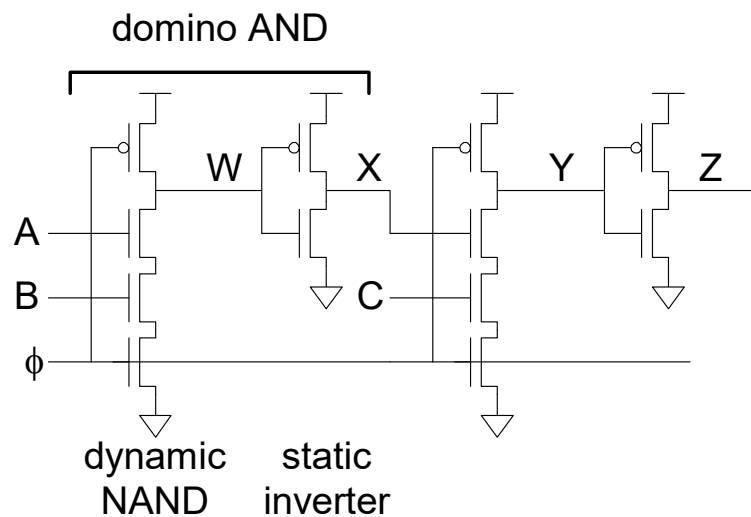 domino AND
W
X
Y
Z
A
B
C
ϕ
dynamic
NAND
static
inverter